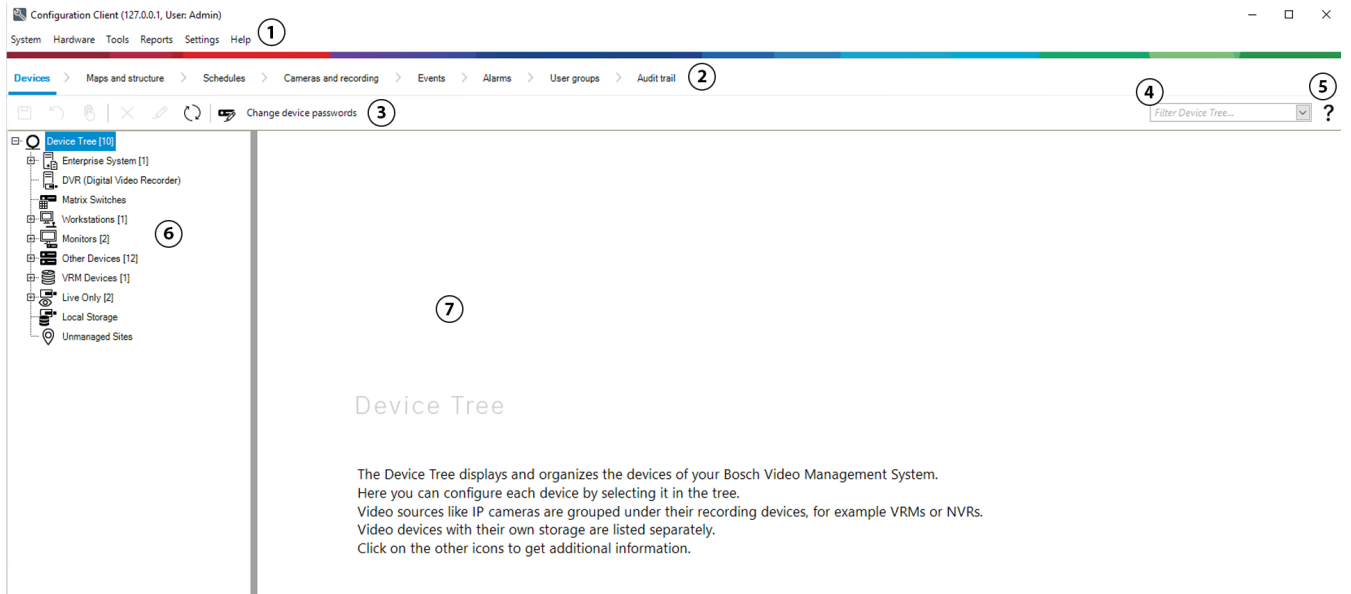 Configuration Client (127.0.0.1, User: Admin)
System Hardware Tools Reports Settings Help 1
Devices > Maps and structure > Schedules > Cameras and recording > Events > Alarms > User groups > Audit trail 2
Change device passwords 3
4
5
Filter Device Tree... ?
Device Tree [10]
Enterprise System [1]
DVR (Digital Video Recorder)
Matrix Switches
Workstations [1]
6
Monitors [2]
Other Devices [12]
VRM Devices [1]
Live Only [2]
Local Storage
Unmanaged Sites
7
Device Tree
The Device Tree displays and organizes the devices of your Bosch Video Management System.
Here you can configure each device by selecting it in the tree.
Video sources like IP cameras are grouped under their recording devices, for example VRMs or NVRs.
Video devices with their own storage are listed separately.
Click on the other icons to get additional information.